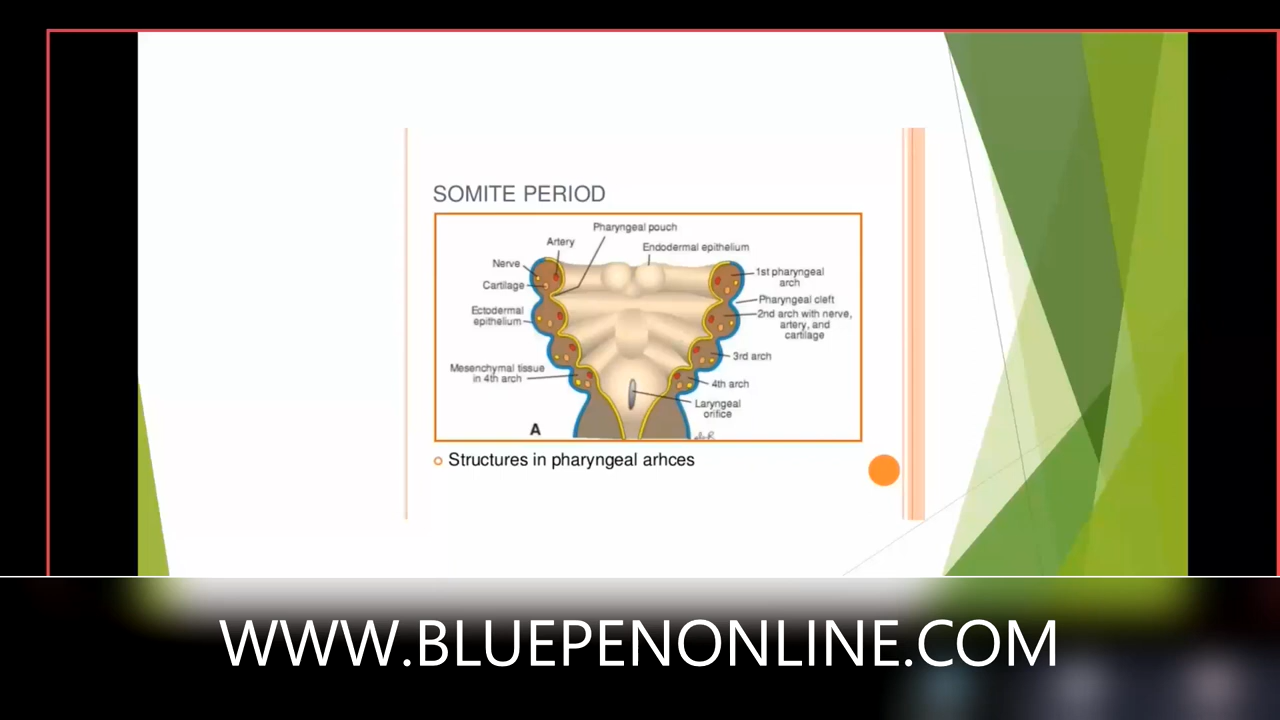 SOMITE PERIOD
Pharyngeal pouch
Artery
Endodermal epithelium
Nerve
1st pharyngeal
arch
Cartilage
Pharyngeal cleft
Ectodermal
epithelium
2nd arch with nerve,
artery, and
cartilage
3rd arch
Mesenchymal tissue
in 4th arch
4th arch
Laryngeal
orifice
A
Structures in pharyngeal arhces
WWW.BLUEPENONLINE.COM